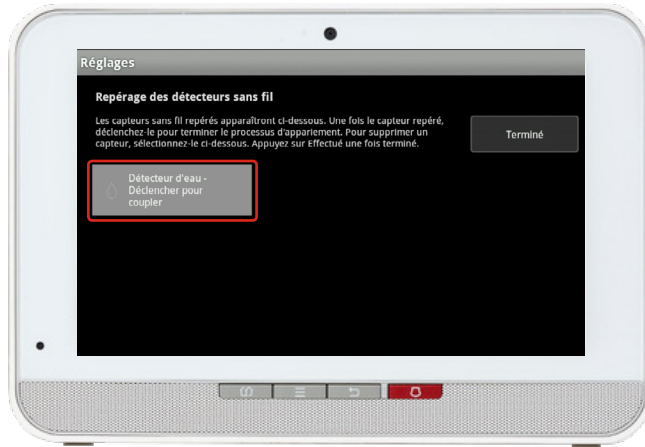 Réglages
Repérage des détecteurs sans fil
Les capteurs sans fil repérés apparaîtront ci-dessous. Une fois le capteur repéré,
déclenchez-le pour terminer le processus d'appariement. Pour supprimer un
capteur, sélectionnez-le ci-dessous. Appuyez sur Effectué une fois terminé.
Terminé
Détecteur d'eau -
Déclencher pour
coupler